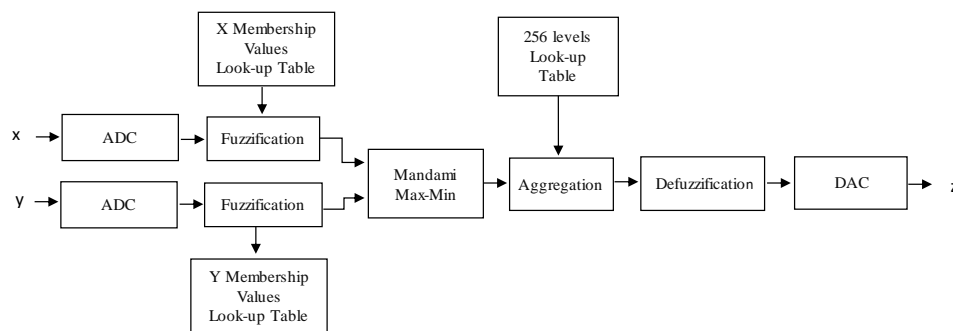 X Membership
Values
Look-up Table
256 levels
Look-up
Table
x
ADC
Fuzzification
Mandami
Max-Min
Aggregation
Defuzzification
DAC
z
y
ADC
Fuzzification
Y Membership
Values
Look-up Table